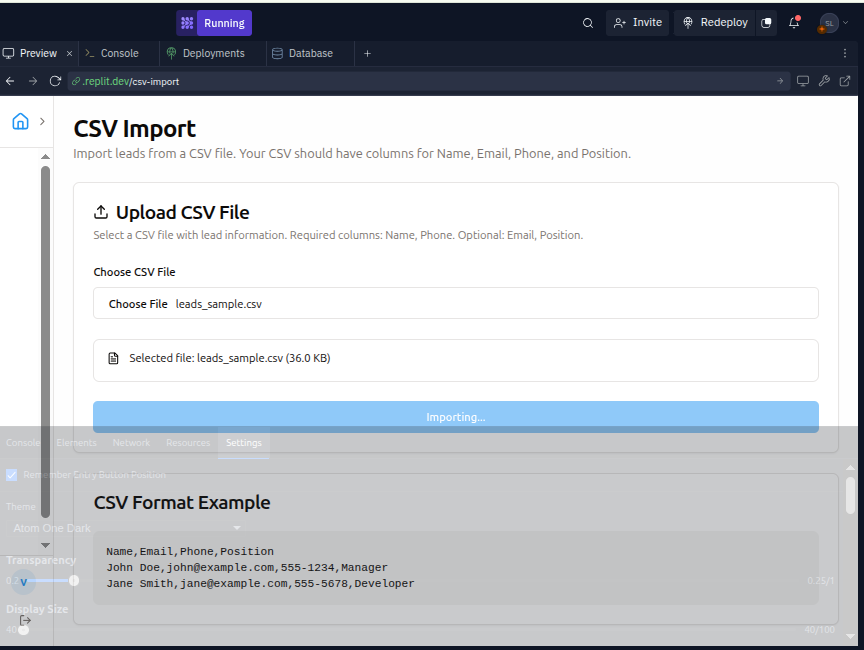 Running
Invite
Redeploy
SL
Preview
Console
Deployments
Database
.replit.dev/csv-import
CSV Import
Import leads from a CSV file. Your CSV should have columns for Name, Email, Phone, and Position.
Upload CSV File
Select a CSV file with lead information. Required columns: Name, Phone. Optional: Email, Position.
Choose CSV File
Choose File leads_sample.csv
Selected file: leads_sample.csv (36.0 KB)
Importing...
Console Elements Network Resources Settings
Remember Entry Button Position
CSV Format Example
Theme
Atom One Dark
Name,Email,Phone,Position
Transparency
John Doe,john@example.com,555-1234,Manager
V
0.25/1
Jane Smith,jane@example.com,555-5678,Developer
Display Size
40
40/100